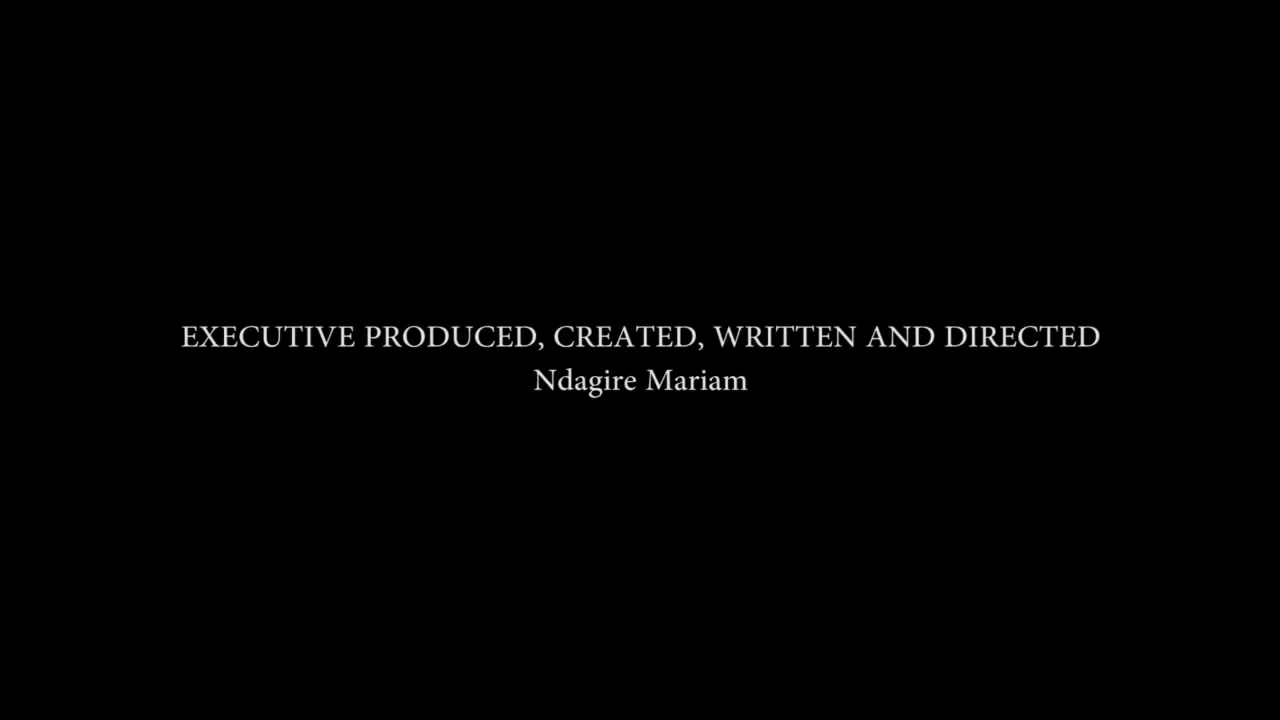 EXECUTIVE PRODUCED, CREATED, WRITTEN AND DIRECTED
Ndagire Mariam